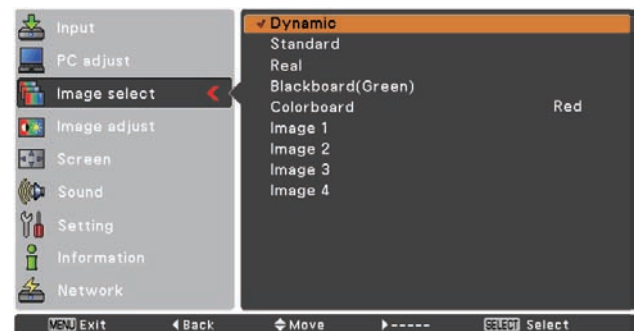 Input
PC adjust
Image select
Image adjust
Screen
Sound
Setting
Information
Network
✔ Dynamic
Standard
Real
Blackboard(Green)
Colorboard Red
Image 1
Image 2
Image 3
Image 4
MENU Exit ◀ Back Move ▶ ----- SELECT Select